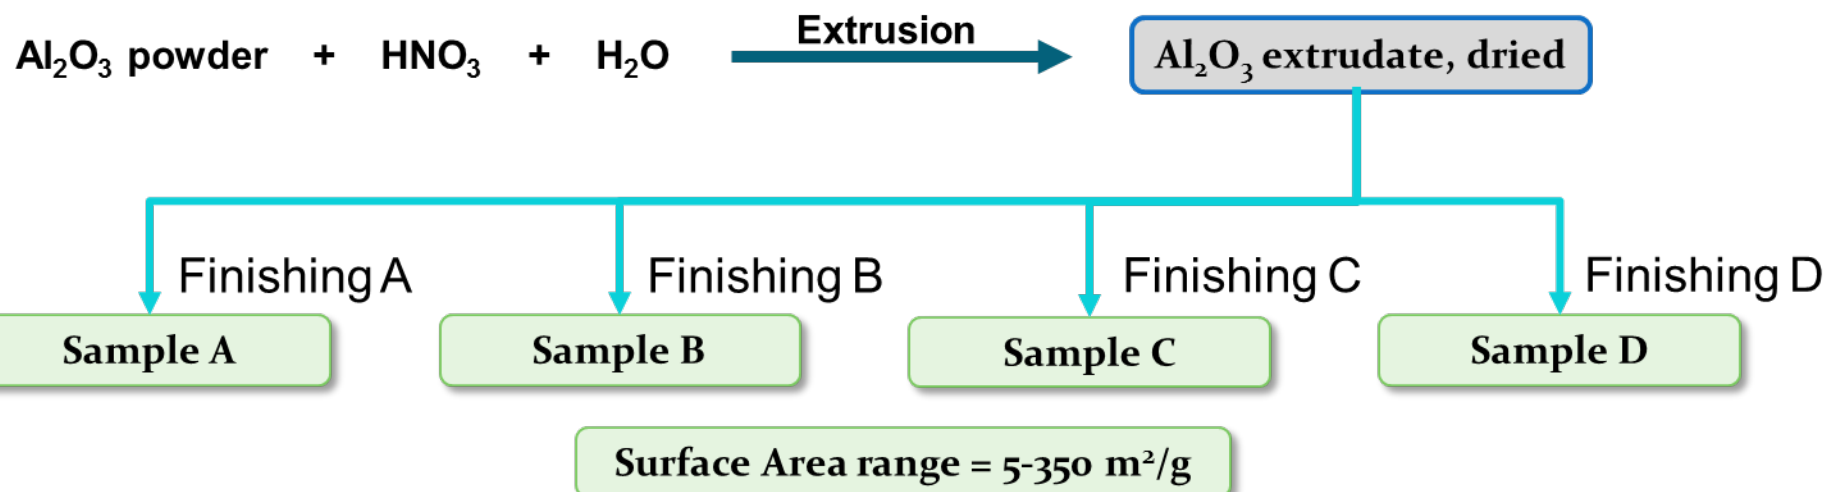 Al₂O₃ powder + HNO₃ + H₂O Extrusion Al₂O₃ extrudate, dried
Finishing A Finishing B Finishing C Finishing D
Sample A Sample B Sample C Sample D
Surface Area range = 5-350 m²/g